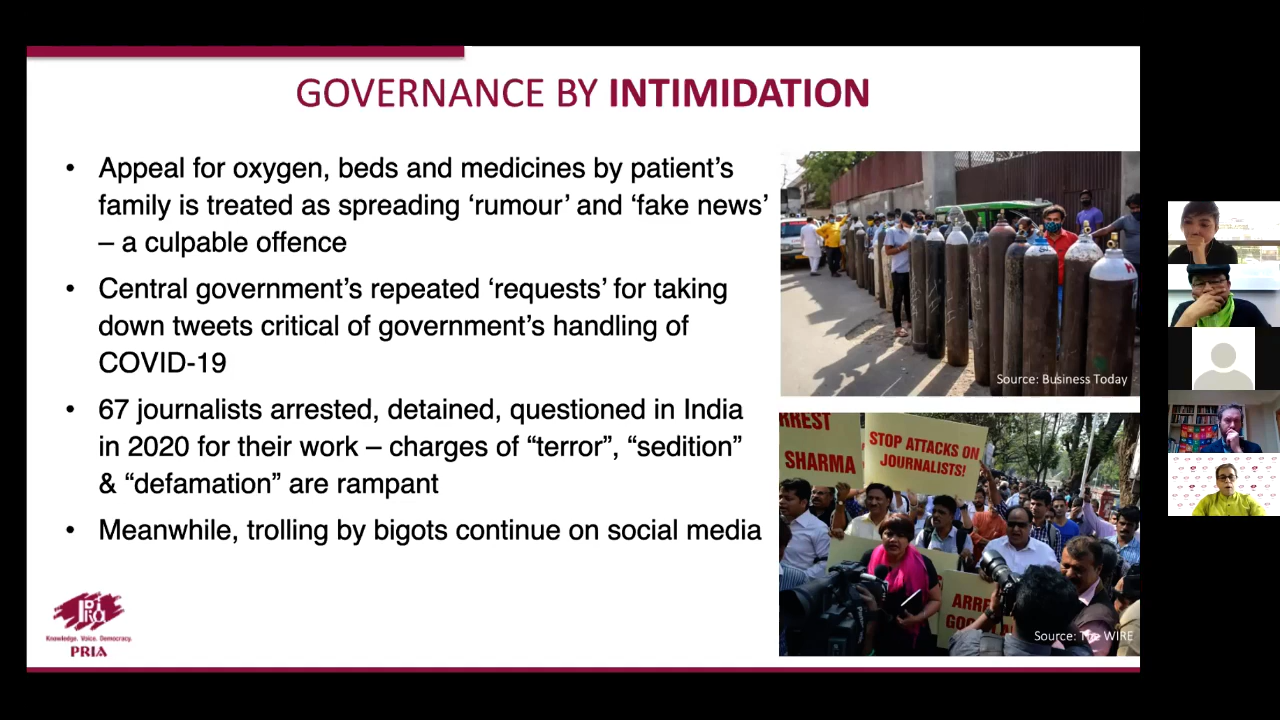 GOVERNANCE BY INTIMIDATION
• Appeal for oxygen, beds and medicines by patient's
family is treated as spreading ‘rumour’ and ‘fake news’
– a culpable offence
• Central government's repeated ‘requests’ for taking
down tweets critical of government's handling of
COVID-19
• 67 journalists arrested, detained, questioned in India
in 2020 for their work – charges of “terror”, “sedition”
& “defamation” are rampant
• Meanwhile, trolling by bigots continue on social media
Source: Business Today
SHARMA
STOP ATTACKS ON
JOURNALISTS!
Source: The WIRE
PRIA
Knowledge. Voice. Democracy.
PRIA